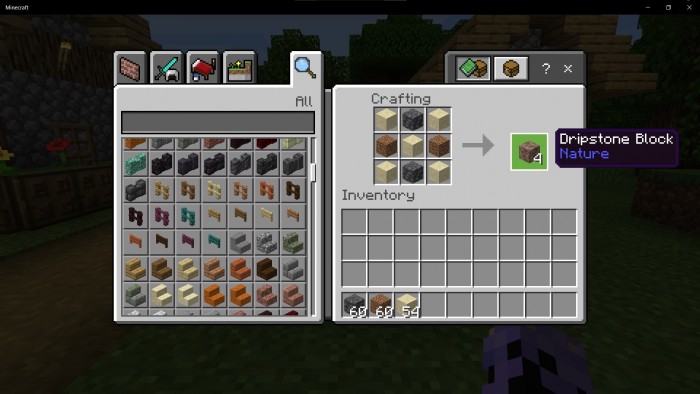 Minecraft
All
Crafting
? ×
4
Dripstone Block
Nature
Inventory
60 60 54